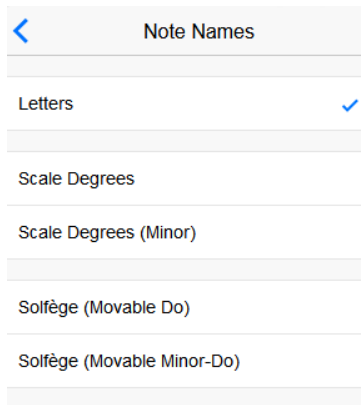 Note Names
Letters
Scale Degrees
Scale Degrees (Minor)
Solfège (Movable Do)
Solfège (Movable Minor-Do)